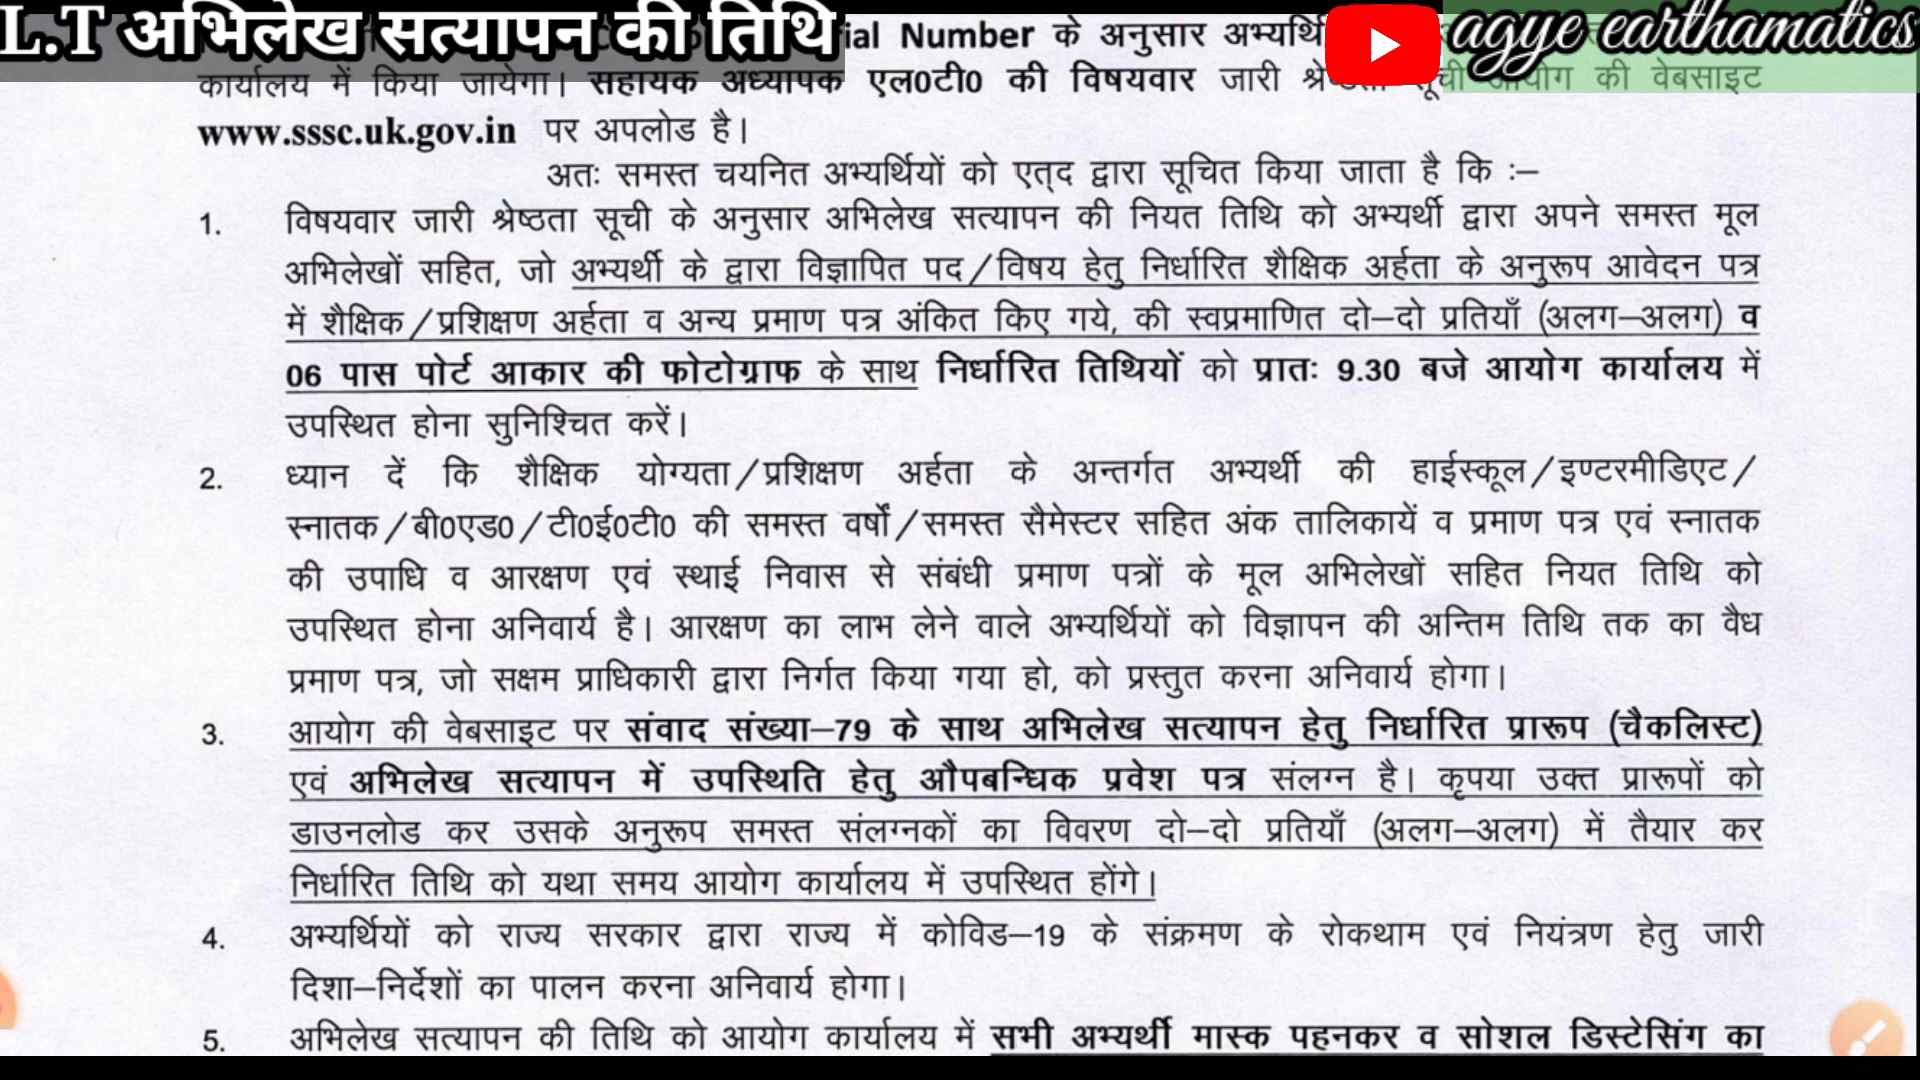 L.T अभिलेख सत्यापन की तिथि
agye earthamatics
ial Number के अनुसार अभ्यर्थि
कार्यालय में किया जायेगा। सहायक अध्यापक एल0टी0 की विषयवार जारी श्रेष्ठता सूची आयोग की वेबसाइट
www.sssc.uk.gov.in पर अपलोड है।
अतः समस्त चयनित अभ्यर्थियों को एतद् द्वारा सूचित किया जाता है कि :–
1. विषयवार जारी श्रेष्ठता सूची के अनुसार अभिलेख सत्यापन की नियत तिथि को अभ्यर्थी द्वारा अपने समस्त मूल
अभिलेखों सहित, जो अभ्यर्थी के द्वारा विज्ञापित पद/विषय हेतु निर्धारित शैक्षिक अर्हता के अनुरूप आवेदन पत्र
में शैक्षिक/प्रशिक्षण अर्हता व अन्य प्रमाण पत्र अंकित किए गये, की स्वप्रमाणित दो–दो प्रतियाँ (अलग–अलग) व
06 पास पोर्ट आकार की फोटोग्राफ के साथ निर्धारित तिथियों को प्रातः 9.30 बजे आयोग कार्यालय में
उपस्थित होना सुनिश्चित करें।
2. ध्यान दें कि शैक्षिक योग्यता/प्रशिक्षण अर्हता के अन्तर्गत अभ्यर्थी की हाईस्कूल/इण्टरमीडिएट/
स्नातक/बी0एड0/टी0ई0टी0 की समस्त वर्षों/समस्त सैमेस्टर सहित अंक तालिकायें व प्रमाण पत्र एवं स्नातक
की उपाधि व आरक्षण एवं स्थाई निवास से संबंधी प्रमाण पत्रों के मूल अभिलेखों सहित नियत तिथि को
उपस्थित होना अनिवार्य है। आरक्षण का लाभ लेने वाले अभ्यर्थियों को विज्ञापन की अन्तिम तिथि तक का वैध
प्रमाण पत्र, जो सक्षम प्राधिकारी द्वारा निर्गत किया गया हो, को प्रस्तुत करना अनिवार्य होगा।
3. आयोग की वेबसाइट पर संवाद संख्या–79 के साथ अभिलेख सत्यापन हेतु निर्धारित प्रारूप (चैकलिस्ट)
एवं अभिलेख सत्यापन में उपस्थिति हेतु औपबन्धिक प्रवेश पत्र संलग्न है। कृपया उक्त प्रारूपों को
डाउनलोड कर उसके अनुरूप समस्त संलग्नकों का विवरण दो–दो प्रतियाँ (अलग–अलग) में तैयार कर
निर्धारित तिथि को यथा समय आयोग कार्यालय में उपस्थित होंगे।
4. अभ्यर्थियों को राज्य सरकार द्वारा राज्य में कोविड–19 के संक्रमण के रोकथाम एवं नियंत्रण हेतु जारी
दिशा–निर्देशों का पालन करना अनिवार्य होगा।
5. अभिलेख सत्यापन की तिथि को आयोग कार्यालय में सभी अभ्यर्थी मास्क पहनकर व सोशल डिस्टेसिंग का